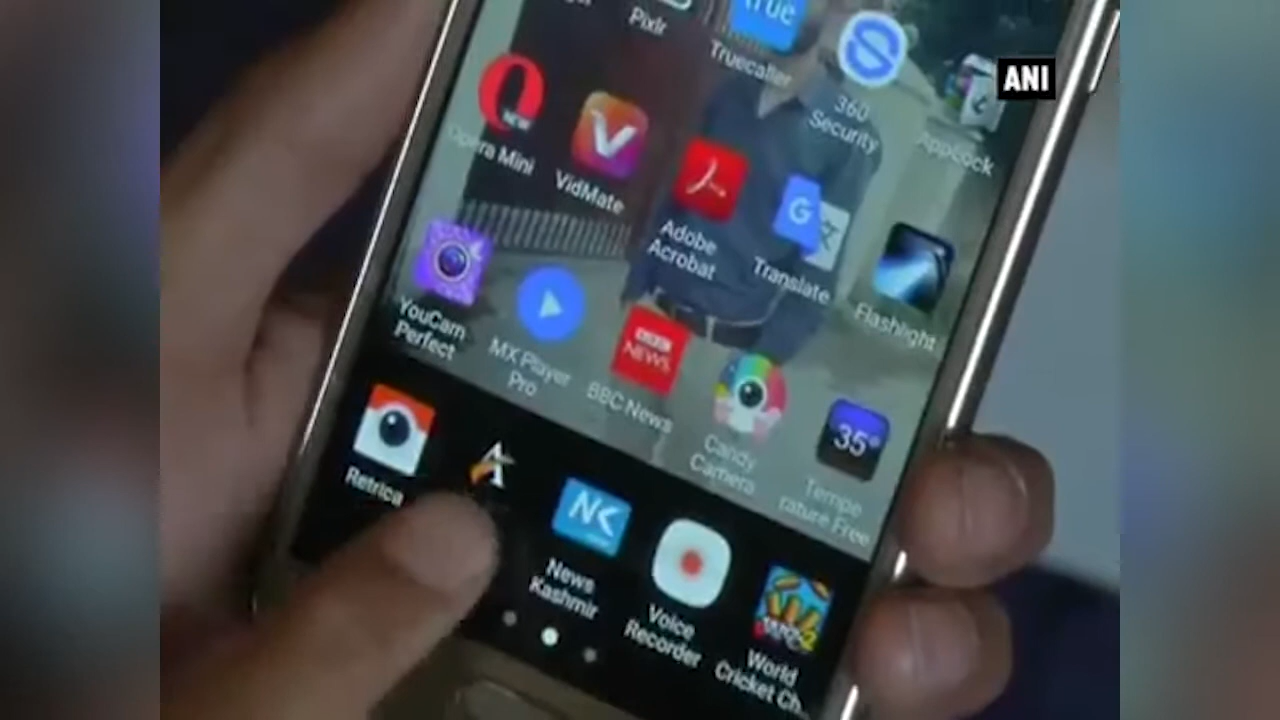 Pixlr
True
Truecaller
360
Security
ANI
NEW
Opera Mini
VidMate
Adobe
Acrobat
G
Translate
Flashlight
YouCam
Perfect
MX Player
Pro
BBC
NEWS
BBC News
Candy
Camera
35°
Tempe
rature Free
Retrica
A
NK
News
Kashmir
Voice
Recorder
World
Cricket Ch..